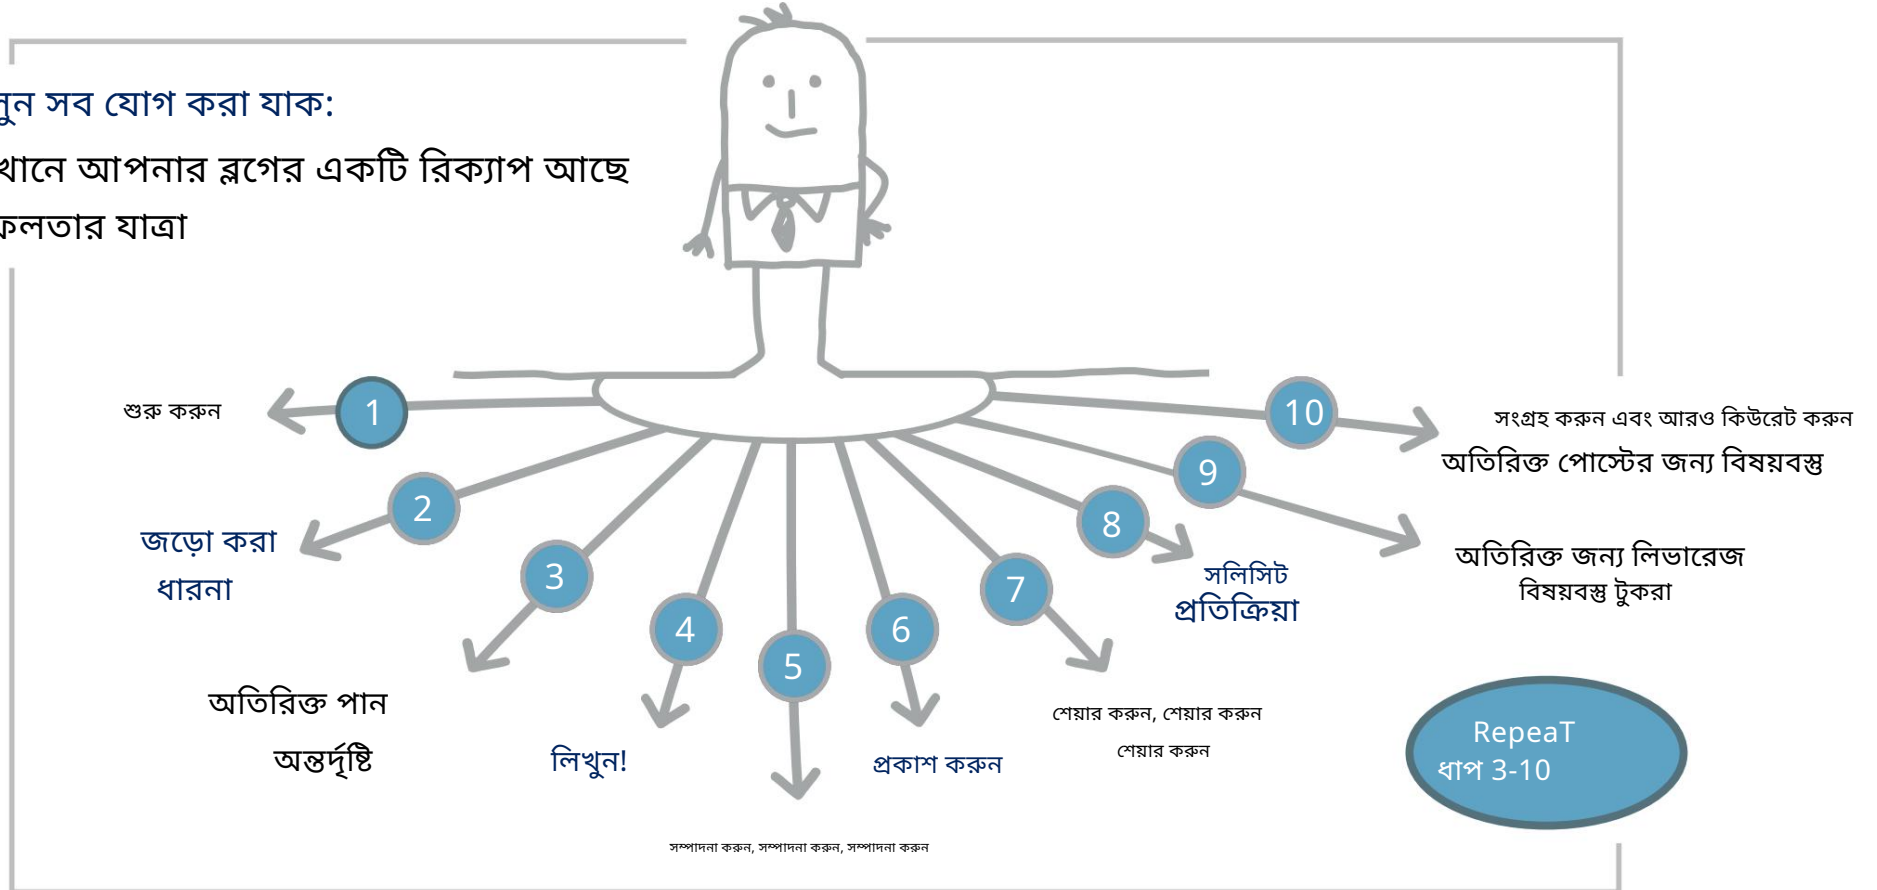 সব যোগ করা যাক:
আপনার ব্লগের একটি রিক্যাপ আছে
যাত্রা
1
শুরু করুন
2
জড়ো করা
ধারনা
3
অতিরিক্ত পান
অন্তর্দৃষ্টি
4
লিখুন!
5
সম্পাদনা করুন, সম্পাদনা করুন, সম্পাদনা করুন
6
প্রকাশ করুন
7
শেয়ার করুন, শেয়ার করুন
শেয়ার করুন
8
সলিসিট
প্রতিক্রিয়া
9
অতিরিক্ত জন্য লিভারেজ
বিষয়বস্তু টুকরা
10
সংগ্রহ করুন এবং আরও কিউরেট করুন
অতিরিক্ত পোস্টের জন্য বিষয়বস্তু
RepeaT
ধাপ 3-10